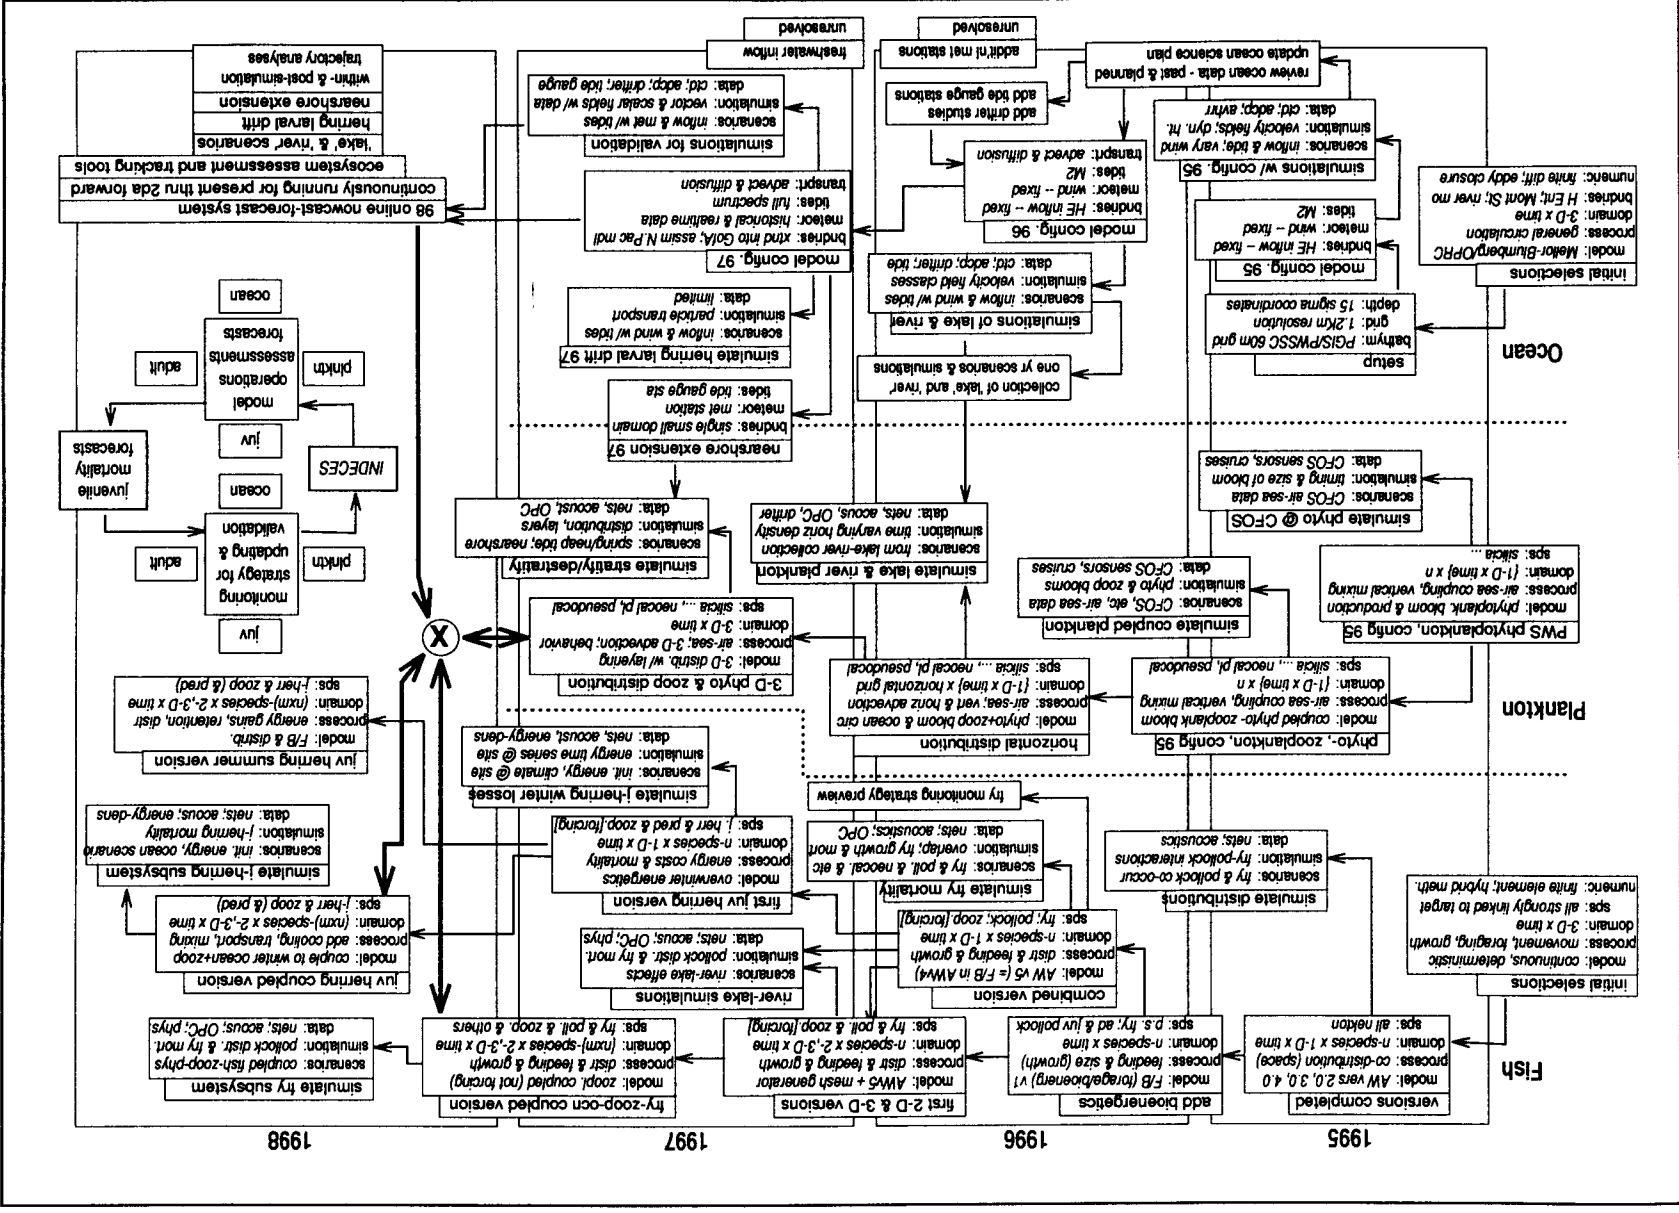 1995
1996
1997
1998
Fish
initial selections
model: continuous, deterministic
process: movement, foraging, growth
domain: 3-D x time
sps: all strongly linked to target
numeric: finite element; hybrid meth.
versions completed
model: AW vers 2.0, 3.0, 4.0
process: co-distribution (space)
domain: n-species x 1-D x time
sps: all nekton
simulate distributions
scenarios: fry & pollock co-occur
simulation: fry-pollock interactions
data: nets, acoustics
add bioenergetics
model: F/B (forage/bioenerg) v1
process: feeding & size (growth)
domain: n-species x time
sps: p.s. fry; ad & juv pollock
combined version
model: AW v5 (= F/B in AWv4)
process: distr & feeding & growth
domain: n-species x 1-D x time
sps: fry; pollock; zoop. [forcing]
simulate fry mortality
scenarios: fry & poll. & neocal & etc
simulation: overlap; fry growth & mort
data: nets; acoustics; OPC
fry monitoring strategy preview
first 2-D & 3-D versions
model: AWv5 + mesh generator
process: distr & feeding & growth
domain: n-species x 2-,3-D x time
sps: fry & poll. & zoop. [forcing]
river-lake simulations
scenarios: river-lake effects
simulation: pollock distr. & fry mort.
data: nets; acous; OPC; phys
first juv herring version
model: overwinter energetics
process: energy costs & mortality
domain: n-species x 1-D x time
sps: j. herr & pred & zoop.[forcing]
simulate j-herring winter losses
scenarios: init. energy, climate @ site
simulation: energy time series @ site
data: nets, acoust, energy-dens
fry-zoop-ocn coupled version
model: zoopl. coupled (not forcing)
process: distr & feeding & growth
domain: (nxm)-species x 2-,3-D x time
sps: fry & poll. & zoop. & others
simulate fry subsystem
scenarios: coupled fish-zoop-phys
simulation: pollock distr. & fry mort.
data: nets; acous; OPC; phys
juv herring coupled version
model: couple to winter ocean+zoop
process: add cooling, transport, mixing
domain: (nxm)-species x 2-,3-D x time
sps: j-herr & zoop (& pred)
simulate j-herring subsystem
scenarios: init. energy, ocean scenario
simulation: j-herring mortality
data: nets; acous; energy-dens
juv herring summer version
model: F/B & distrib.
process: energy gains, retention, distr
domain: (nxm)-species x 2-,3-D x time
sps: j-herr & zoop (& pred)
Plankton
PWS phytoplankton, config 95
model: phytoplank. bloom & production
process: air-sea coupling, vertical mixing
domain: {1-D x time} x n
sps: silicia ...
simulate phyto @ CFOS
scenarios: CFOS air-sea data
simulation: timing & size of bloom
data: CFOS sensors, cruises
phyto-, zooplankton, config 95
model: coupled phyto- zooplank bloom
process: air-sea coupling, vertical mixing
domain: {1-D x time} x n
sps: silicia ..., neocal pl, pseudocal
simulate coupled plankton
scenarios: CFOS, etc, air-sea data
simulation: phyto & zoop blooms
data: CFOS sensors, cruises
horizontal distribution
model: phyto+zoop bloom & ocean circ
process: air-sea, vert & horiz advection
domain: {1-D x time} x horizontal grid
sps: silicia ..., neocal pl, pseudocal
simulate lake & river plankton
scenarios: from lake-river collection
simulation: time varying horiz density
data: nets, acous, OPC, drifter
3-D phyto & zoop distribution
model: 3-D distrib. w/ layering
process: air-sea; 3-D advection; behavior
domain: 3-D x time
sps: silicia ..., neocal pl, pseudocal
X
simulate stratify/destratify
scenarios: spring/neap tide; nearshore
simulation: distribution, layers
data: nets, acoust, OPC
juv
plnktn
monitoring
strategy for
updating &
validation
adult
ocean
INDECES
juvenile
mortality
forecasts
juv
plnktn
model
operations
assessments
forecasts
adult
ocean
Ocean
initial selections
model: Mellor-Blumberg/OPRC
process: general circulation
domain: 3-D x time
bndries: H Ent; Mont St; river mo
numeric: finite diff; eddy closure
setup
bathym: PGIS/PWSSC 60m grid
grid: 1.2Km resolution
depth: 15 sigma coordinates
model config. 95
bndries: HE inflow -- fixed
meteor: wind -- fixed
tides: M2
simulations w/ config. 95
scenarios: inflow & tide; vary wind
simulation: velocity fields; dyn. ht.
data: ctd; adcp; avhrr
review ocean data - past & planned
update ocean science plan
collection of 'lake' and 'river'
one yr scenarios & simulations
simulations of lake & river
scenarios: inflow & wind w/ tides
simulation: velocity field classes
data: ctd, adcp, drifter, tide
model config. 96
bndries: HE inflow -- fixed
meteor: wind -- fixed
tides: M2
transprt: advect & diffusion
add drifter studies
add tide gauge stations
addit'nl met stations
unresolved
nearshore extension 97
bndries: single small domain
meteor: met station
tides: tide gauge sta
simulate herring larval drift 97
scenarios: inflow & wind w/ tides
simulation: particle transport
data: limited
model config. 97
bndries: xtnd into GofA; assim N.Pac mdl
meteor: historical & realtime data
tides: full spectrum
transprt: advect & diffusion
simulations for validation
scenarios: inflow & met w/ tides
simulation: vector & scalar fields w/ data
data: ctd; adcp; drifter; tide gauge
freshwater inflow
unresolved
98 online nowcast-forecast system
continuously running for present thru 2da forward
ecosystem assessment and tracking tools
'lake' & 'river' scenarios
herring larval drift
nearshore extension
within- & post-simulation
trajectory analyses